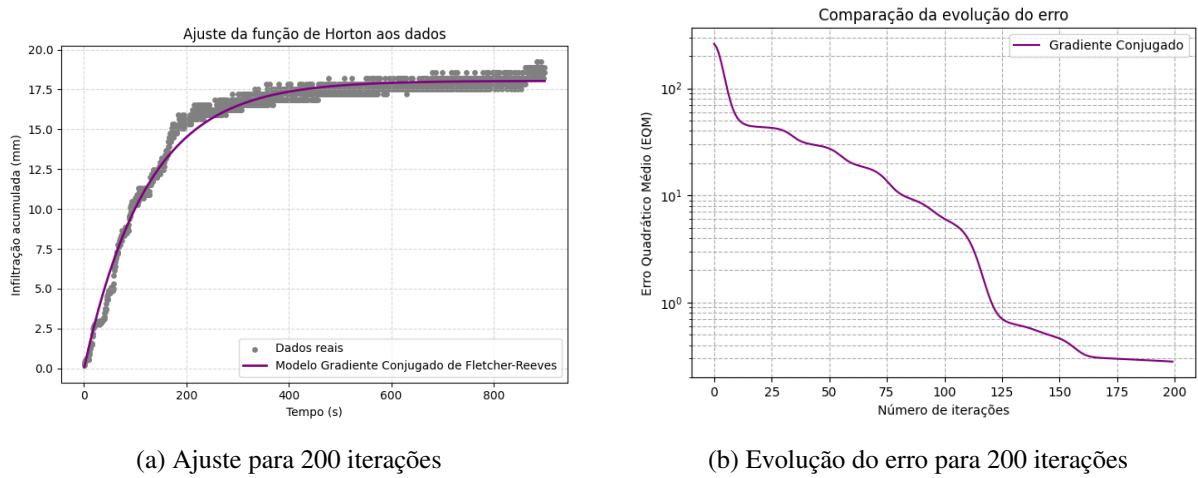 Ajuste da função de Horton aos dados
20.0
17.5
15.0
12.5
10.0
7.5
5.0
2.5
0.0
Infiltração acumulada (mm)
Dados reais
Modelo Gradiente Conjugado de Fletcher-Reeves
0
200
400
600
800
Tempo (s)
(a) Ajuste para 200 iterações
Comparação da evolução do erro
Gradiente Conjugado
10²
10¹
10⁰
Erro Quadrático Médio (EQM)
0
25
50
75
100
125
150
175
200
Número de iterações
(b) Evolução do erro para 200 iterações